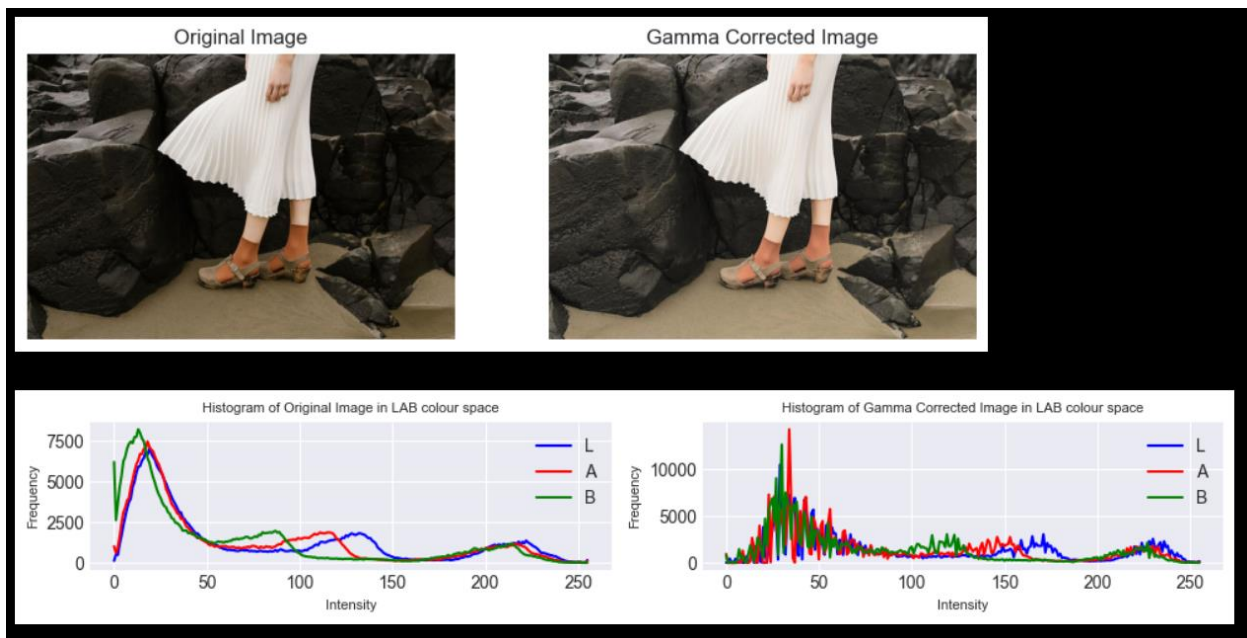 Original Image
Gamma Corrected Image
Histogram of Original Image in LAB colour space
7500
5000
2500
0
Frequency
L
A
B
0 50 100 150 200 250
Intensity
Histogram of Gamma Corrected Image in LAB colour space
10000
5000
0
Frequency
L
A
B
0 50 100 150 200 250
Intensity